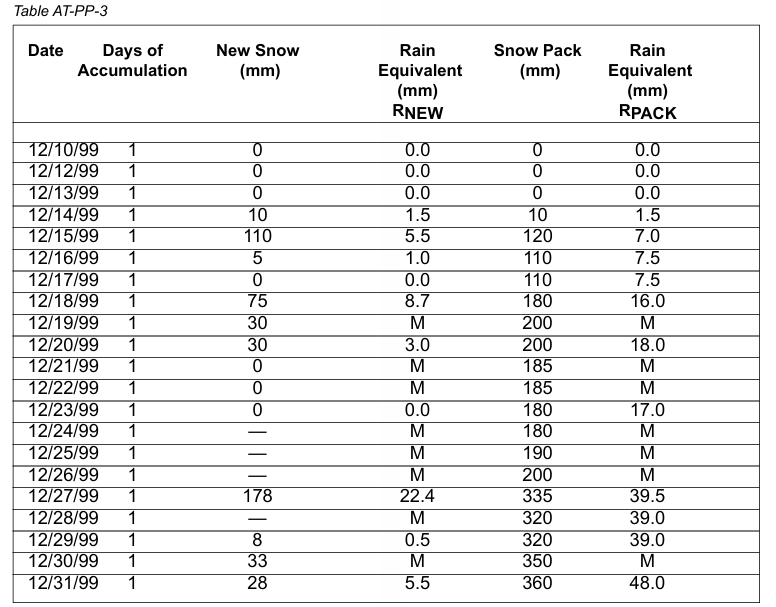 Table AT-PP-3
Date Days of Accumulation New Snow (mm) Rain Equivalent (mm) RNEW Snow Pack (mm) Rain Equivalent (mm) RPACK
12/10/99 1 0 0.0 0 0.0
12/12/99 1 0 0.0 0 0.0
12/13/99 1 0 0.0 0 0.0
12/14/99 1 10 1.5 10 1.5
12/15/99 1 110 5.5 120 7.0
12/16/99 1 5 1.0 110 7.5
12/17/99 1 0 0.0 110 7.5
12/18/99 1 75 8.7 180 16.0
12/19/99 1 30 M 200 M
12/20/99 1 30 3.0 200 18.0
12/21/99 1 0 M 185 M
12/22/99 1 0 M 185 M
12/23/99 1 0 0.0 180 17.0
12/24/99 1 — M 180 M
12/25/99 1 — M 190 M
12/26/99 1 — M 200 M
12/27/99 1 178 22.4 335 39.5
12/28/99 1 — M 320 39.0
12/29/99 1 8 0.5 320 39.0
12/30/99 1 33 M 350 M
12/31/99 1 28 5.5 360 48.0